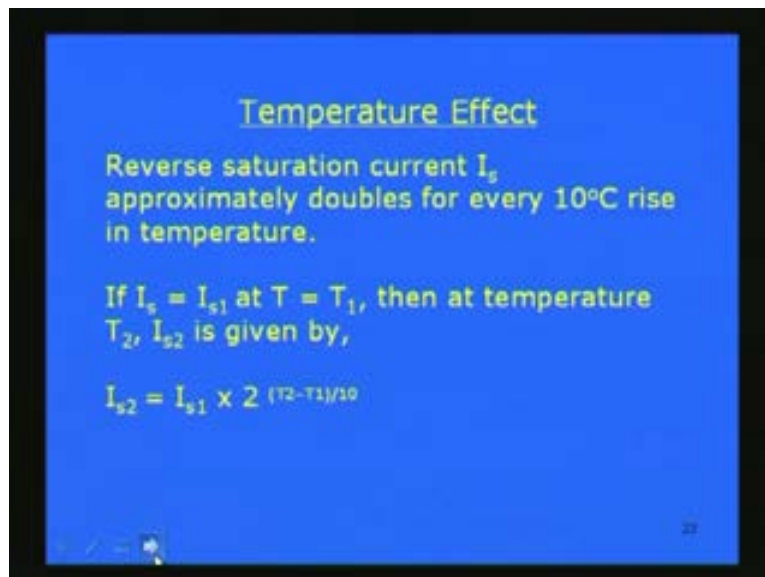 Temperature Effect
Reverse saturation current Is
approximately doubles for every 10°C rise
in temperature.
If Is = Is1 at T = T1, then at temperature
T2, Is2 is given by,
Is2 = Is1 x 2 (T2-T1)/10
23